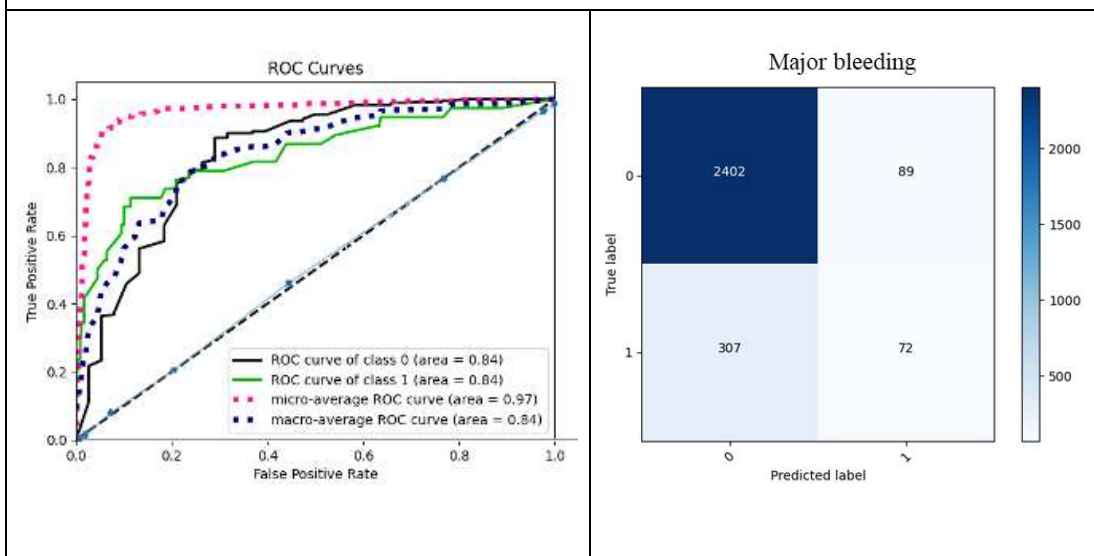 ROC Curves
True Positive Rate
1.0
0.8
0.6
0.4
0.2
0.0
ROC curve of class 0 (area = 0.84)
ROC curve of class 1 (area = 0.84)
micro-average ROC curve (area = 0.97)
macro-average ROC curve (area = 0.84)
0.0 0.2 0.4 0.6 0.8 1.0
False Positive Rate
Major bleeding
True label
0
1
2402 89
307 72
0 1
Predicted label
2000
1500
1000
500